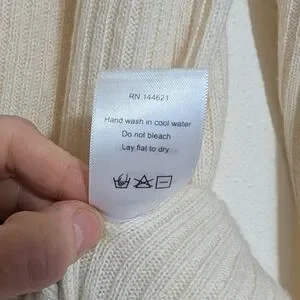 RN 144621
Hand wash in cool water
Do not bleach
Lay flat to dry